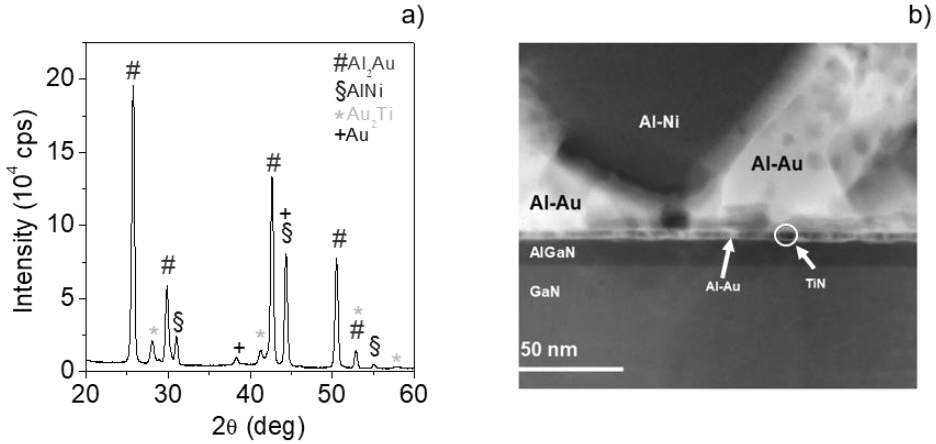 a)
b)
#
#Al₂Au
§AlNi
*Au₂Ti
+Au
#
+
§
#
#
§
*
*
*
#
§
*
+
20
15
10
5
0
20 30 40 50 60
Intensity (10⁴ cps)
2θ (deg)
Al-Ni
Al-Au
Al-Au
AlGaN
Al-Au
TiN
GaN
50 nm